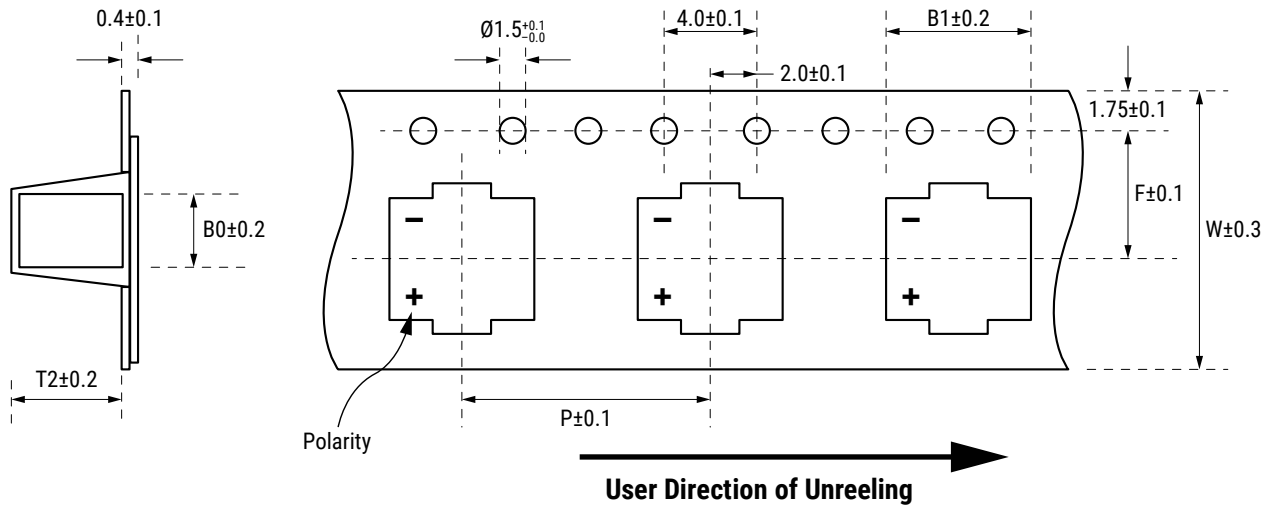 0.4±0.1
Ø1.5+0.1−0.0
4.0±0.1
B1±0.2
2.0±0.1
1.75±0.1
−
−
−
F±0.1
B0±0.2
W±0.3
+
+
+
T2±0.2
P±0.1
Polarity
User Direction of Unreeling